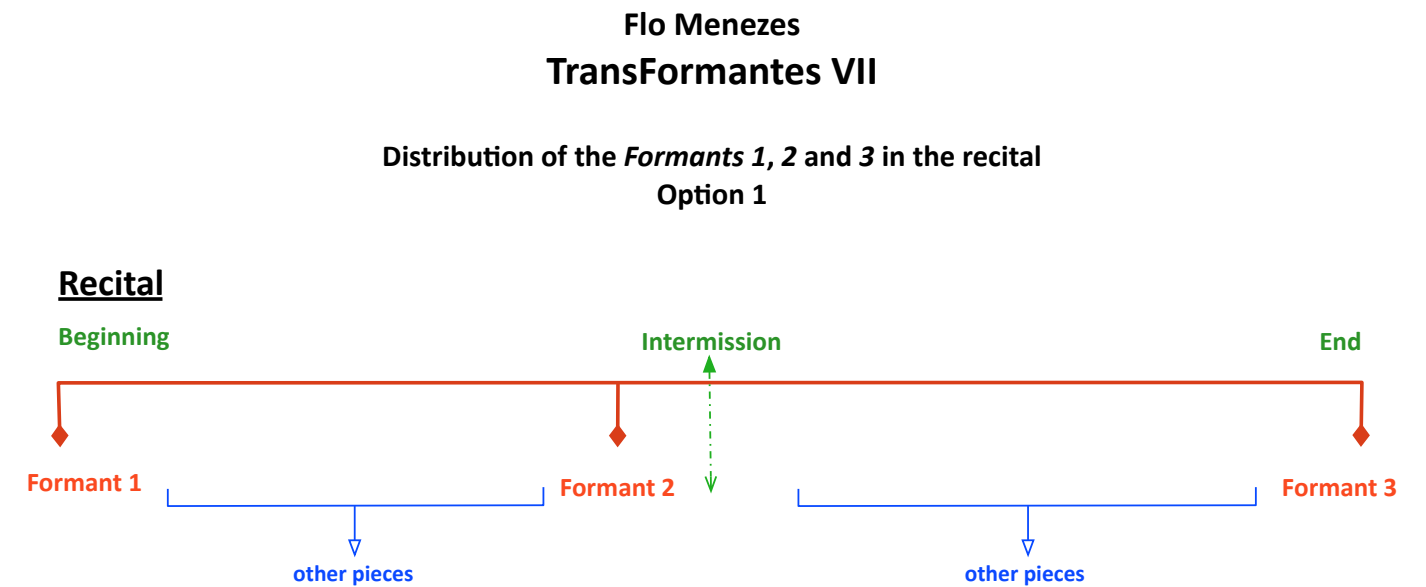 Flo Menezes
TransFormantes VII
Distribution of the Formants 1, 2 and 3 in the recital
Option 1
Recital
Beginning
Intermission
End
Formant 1
Formant 2
Formant 3
other pieces
other pieces